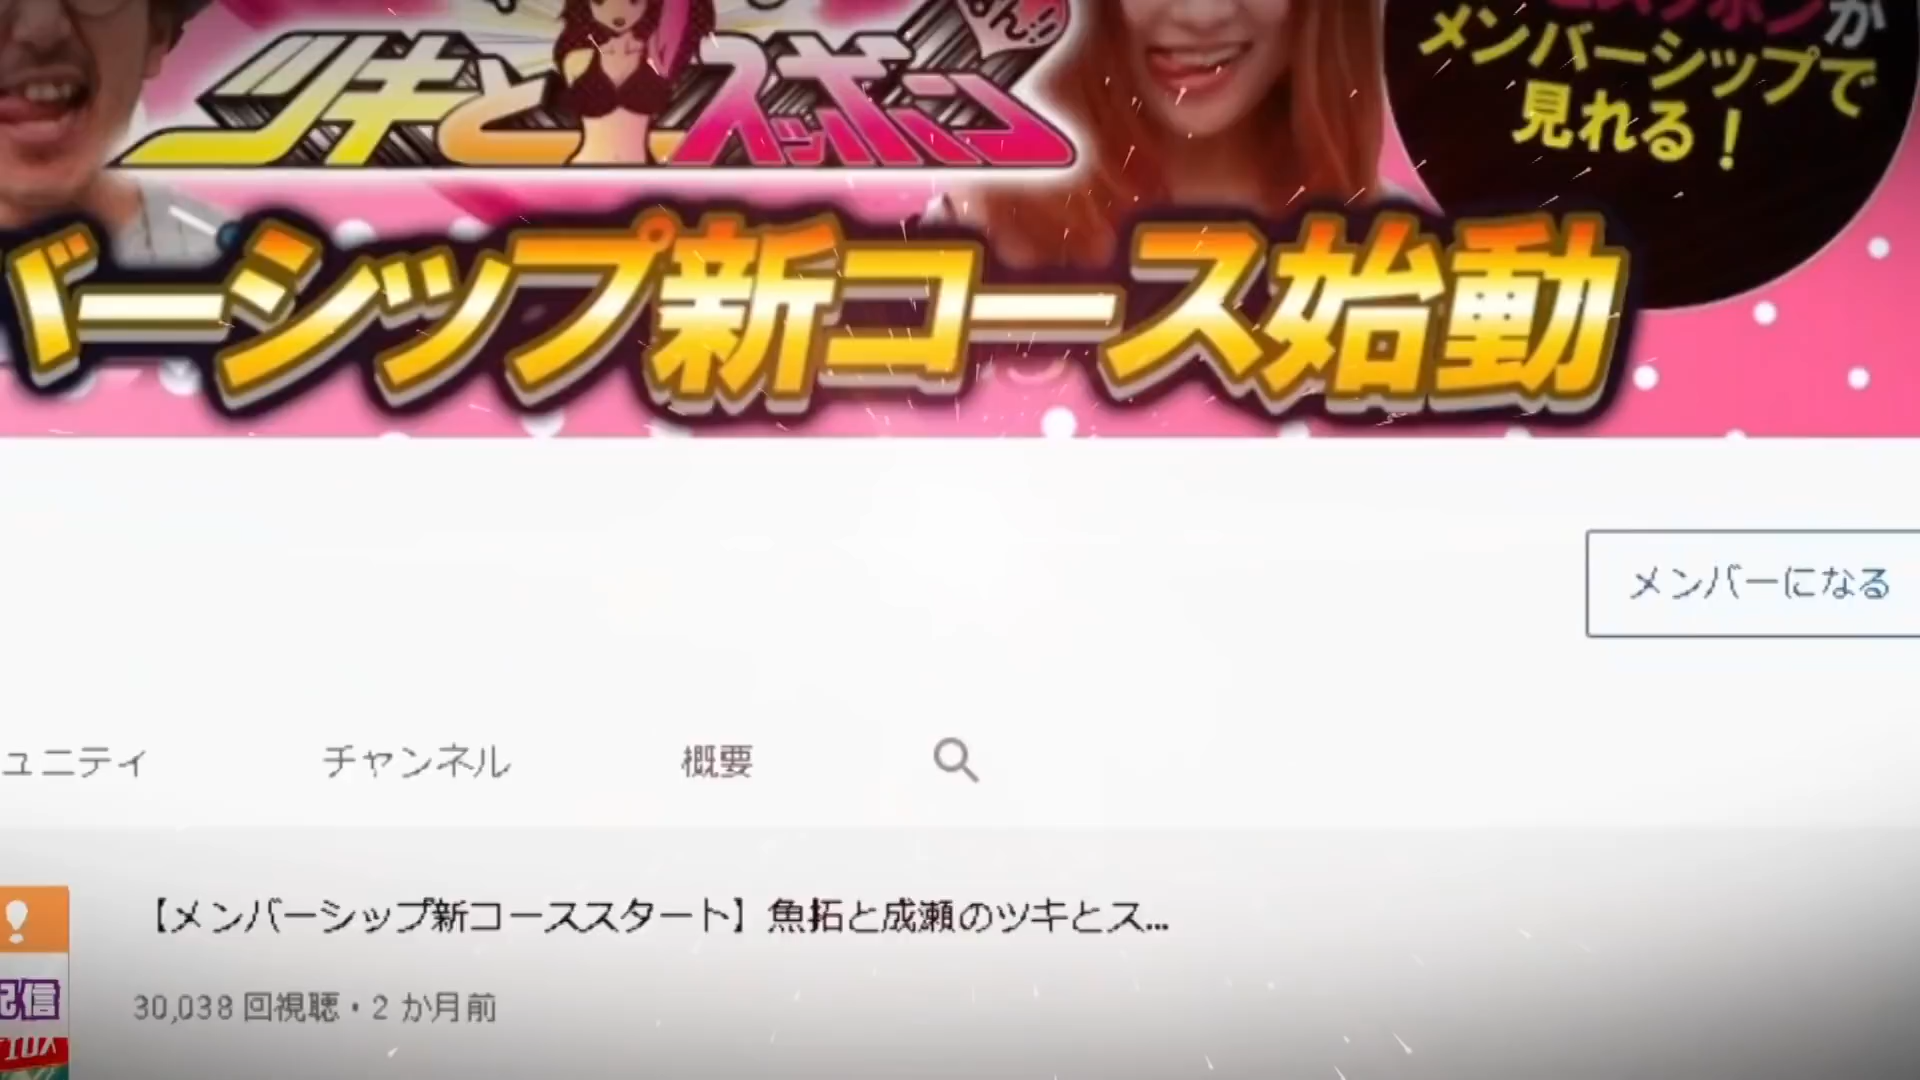 ツキとスッポン
メンバーシップで
見れる！
バーシップ新コース始動
メンバーになる
ュニティ
チャンネル
概要
【メンバーシップ新コーススタート】魚拓と成瀬のツキとス...
30,038 回視聴・2 か月前
配信